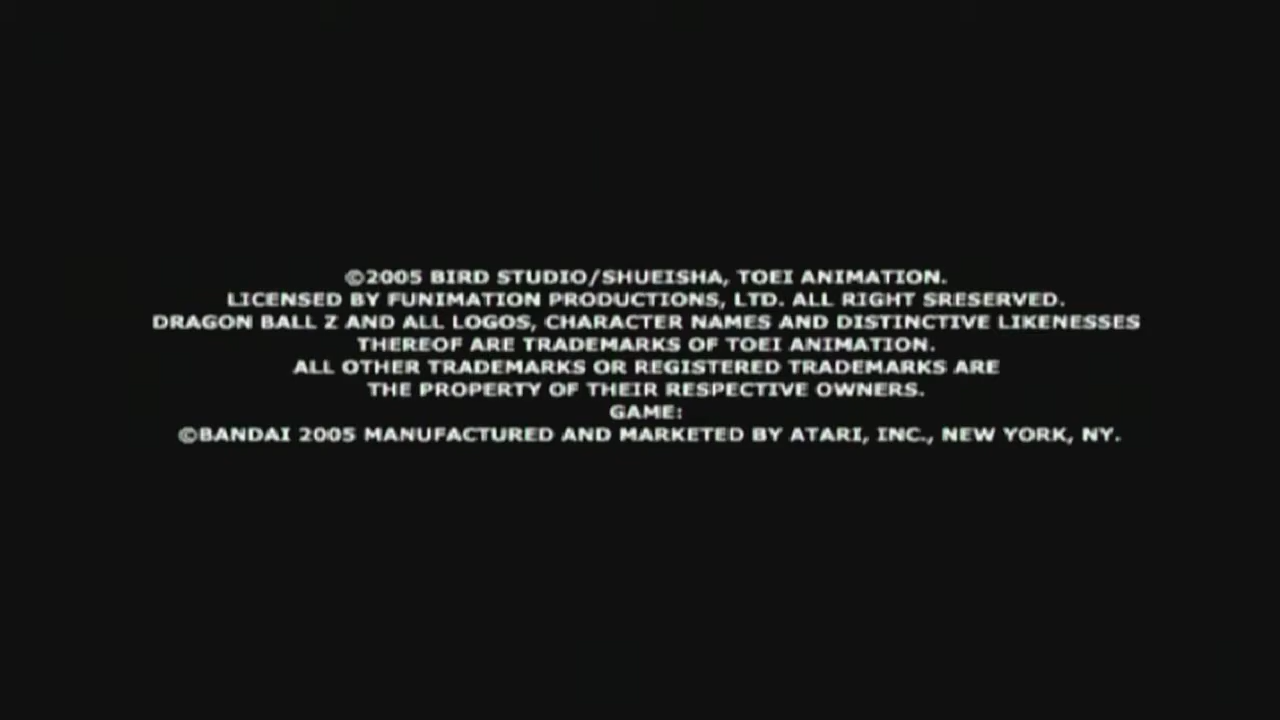 ©2005 BIRD STUDIO/SHUEISHA, TOEI ANIMATION.
LICENSED BY FUNIMATION PRODUCTIONS, LTD. ALL RIGHT SRESERVED.
DRAGON BALL Z AND ALL LOGOS, CHARACTER NAMES AND DISTINCTIVE LIKENESSES
THEREOF ARE TRADEMARKS OF TOEI ANIMATION.
ALL OTHER TRADEMARKS OR REGISTERED TRADEMARKS ARE
THE PROPERTY OF THEIR RESPECTIVE OWNERS.
GAME:
©BANDAI 2005 MANUFACTURED AND MARKETED BY ATARI, INC., NEW YORK, NY.